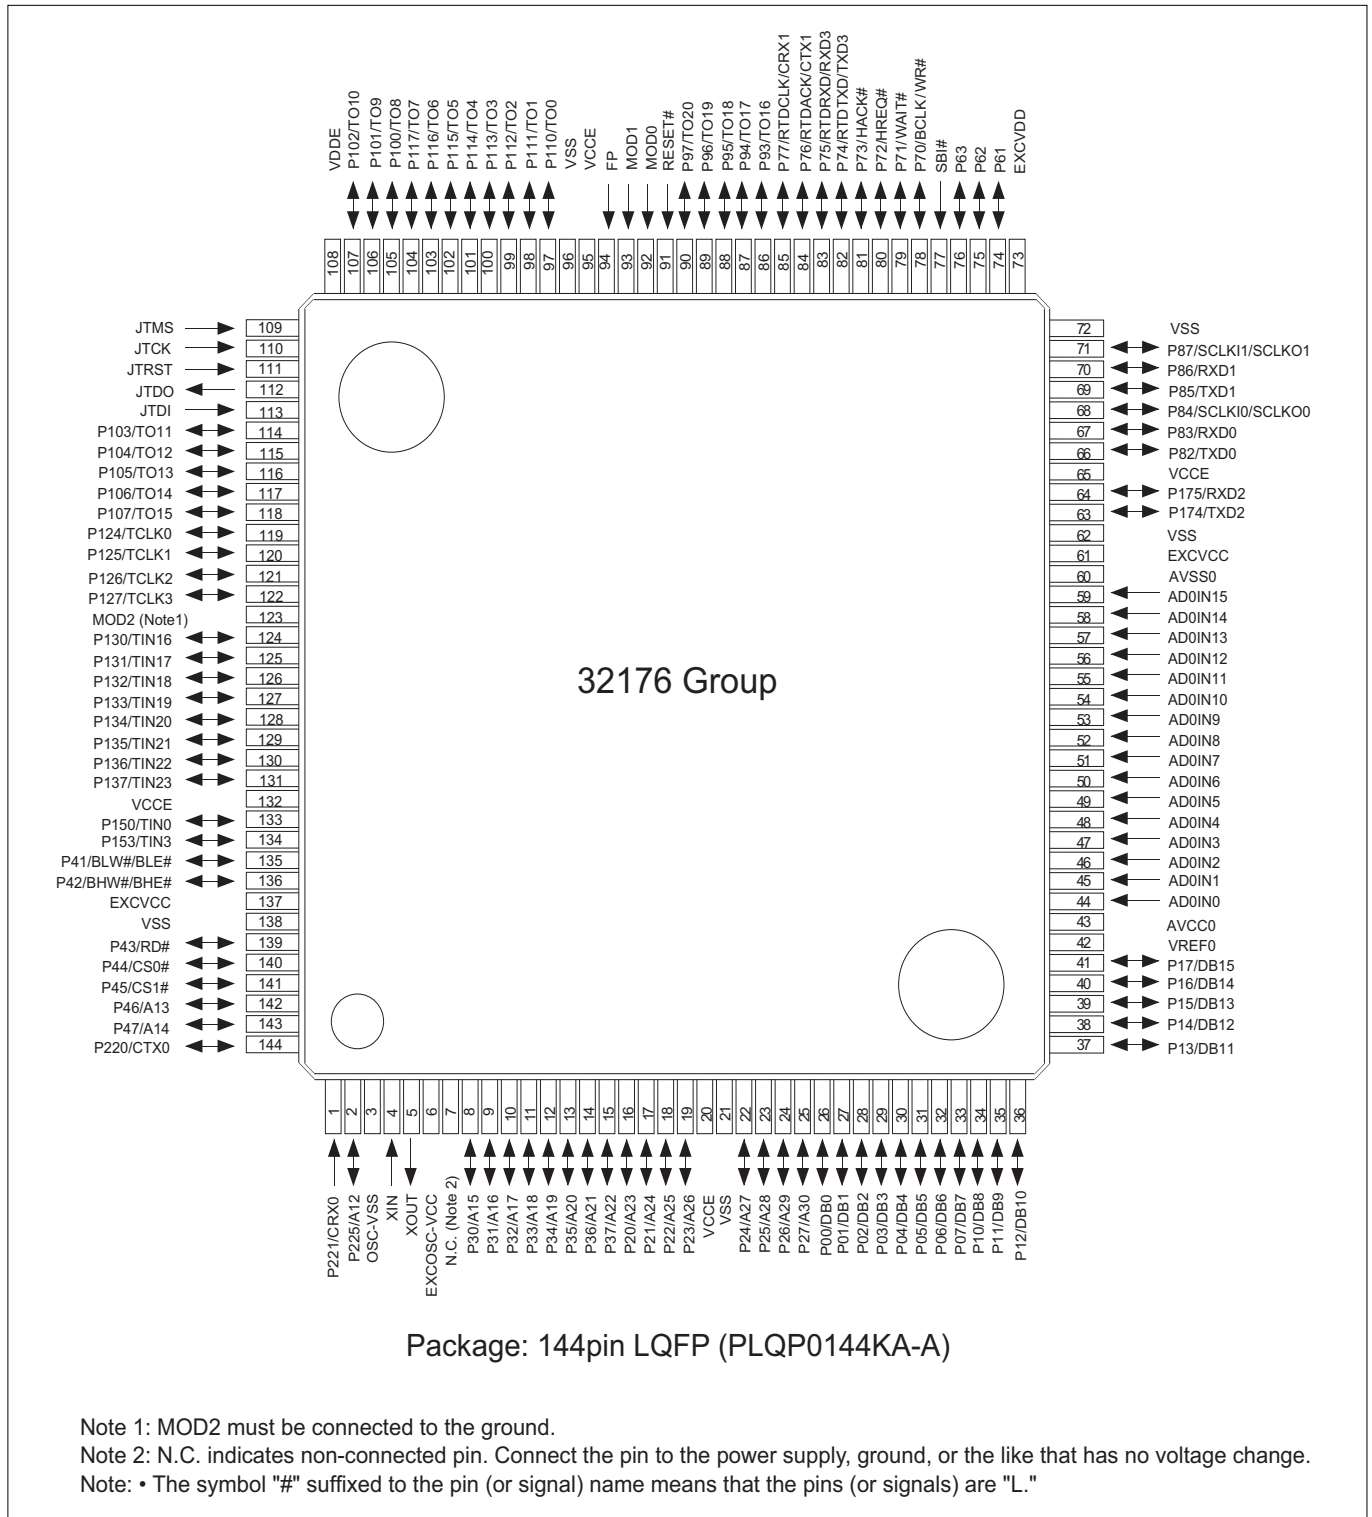 VDDE
P102/TO10
P101/TO9
P100/TO8
P117/TO7
P116/TO6
P115/TO5
P114/TO4
P113/TO3
P112/TO2
P111/TO1
P110/TO0
VSS
VCCE
FP
MOD1
MOD0
RESET#
P97/TO20
P96/TO19
P95/TO18
P94/TO17
P93/TO16
P77/RTDCLK/CRX1
P76/RTDACK/CTX1
P75/RTDRXD/RXD3
P74/RTDTXD/TXD3
P73/HACK#
P72/HREQ#
P71/WAIT#
P70/BCLK/WR#
SBI#
P63
P62
P61
EXCVDD
108
107
106
105
104
103
102
101
100
99
98
97
96
95
94
93
92
91
90
89
88
87
86
85
84
83
82
81
80
79
78
77
76
75
74
73
JTMS 109
JTCK 110
JTRST 111
JTDO 112
JTDI 113
P103/TO11 114
P104/TO12 115
P105/TO13 116
P106/TO14 117
P107/TO15 118
P124/TCLK0 119
P125/TCLK1 120
P126/TCLK2 121
P127/TCLK3 122
MOD2 (Note1) 123
P130/TIN16 124
P131/TIN17 125
P132/TIN18 126
P133/TIN19 127
P134/TIN20 128
P135/TIN21 129
P136/TIN22 130
P137/TIN23 131
VCCE 132
P150/TIN0 133
P153/TIN3 134
P41/BLW#/BLE# 135
P42/BHW#/BHE# 136
EXCVCC 137
VSS 138
P43/RD# 139
P44/CS0# 140
P45/CS1# 141
P46/A13 142
P47/A14 143
P220/CTX0 144
32176 Group
72 VSS
71 P87/SCLKI1/SCLKO1
70 P86/RXD1
69 P85/TXD1
68 P84/SCLKI0/SCLKO0
67 P83/RXD0
66 P82/TXD0
65 VCCE
64 P175/RXD2
63 P174/TXD2
62 VSS
61 EXCVCC
60 AVSS0
59 AD0IN15
58 AD0IN14
57 AD0IN13
56 AD0IN12
55 AD0IN11
54 AD0IN10
53 AD0IN9
52 AD0IN8
51 AD0IN7
50 AD0IN6
49 AD0IN5
48 AD0IN4
47 AD0IN3
46 AD0IN2
45 AD0IN1
44 AD0IN0
43 AVCC0
42 VREF0
41 P17/DB15
40 P16/DB14
39 P15/DB13
38 P14/DB12
37 P13/DB11
1
2
3
4
5
6
7
8
9
10
11
12
13
14
15
16
17
18
19
20
21
22
23
24
25
26
27
28
29
30
31
32
33
34
35
36
P221/CRX0
P225/A12
OSC-VSS
XIN
XOUT
EXCOSC-VCC
N.C. (Note 2)
P30/A15
P31/A16
P32/A17
P33/A18
P34/A19
P35/A20
P36/A21
P37/A22
P20/A23
P21/A24
P22/A25
P23/A26
VCCE
VSS
P24/A27
P25/A28
P26/A29
P27/A30
P00/DB0
P01/DB1
P02/DB2
P03/DB3
P04/DB4
P05/DB5
P06/DB6
P07/DB7
P10/DB8
P11/DB9
P12/DB10
Package: 144pin LQFP (PLQP0144KA-A)
Note 1: MOD2 must be connected to the ground.
Note 2: N.C. indicates non-connected pin. Connect the pin to the power supply, ground, or the like that has no voltage change.
Note: • The symbol "#" suffixed to the pin (or signal) name means that the pins (or signals) are "L."